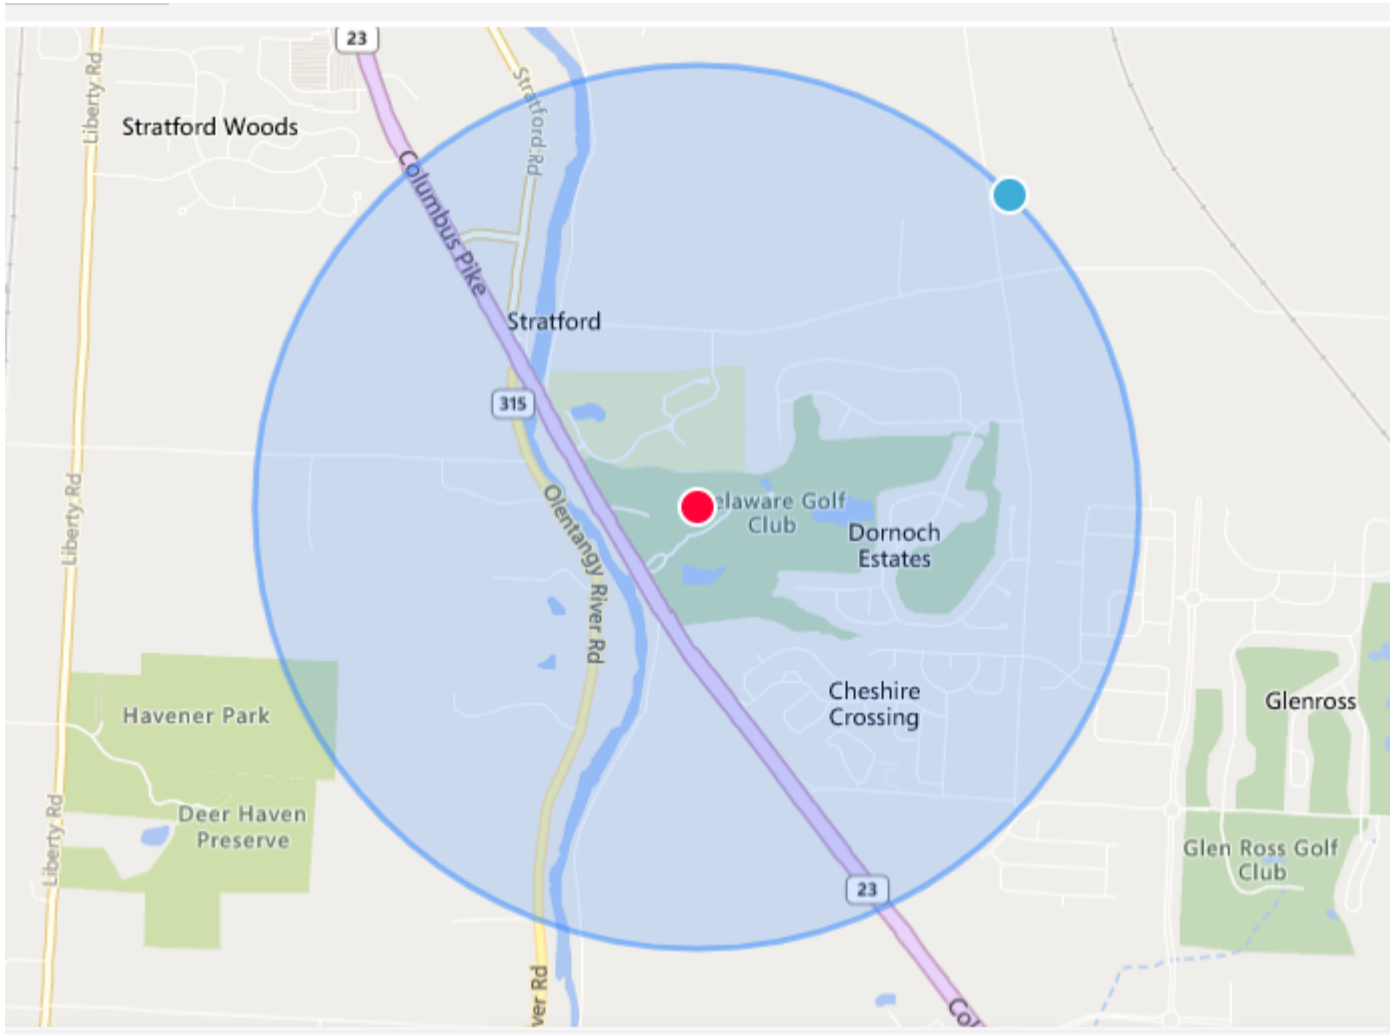 23
Liberty Rd
Stratford Rd
Stratford Woods
Columbus Pike
Stratford
315
Liberty Rd
Olentangy River Rd
elaware Golf
Club
Dornoch
Estates
Havener Park
Cheshire
Crossing
Glenross
Liberty Rd
Deer Haven
Preserve
Glen Ross Golf
Club
23
ver Rd
Col